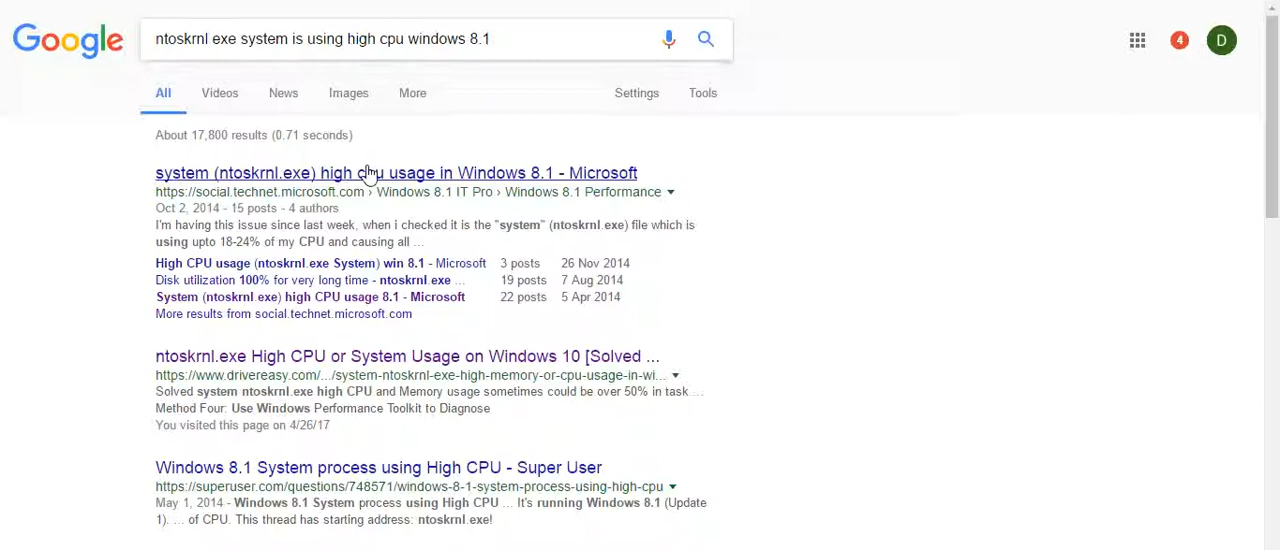 Google
ntoskrnl exe system is using high cpu windows 8.1
4
D
All Videos News Images More Settings Tools
About 17,800 results (0.71 seconds)
system (ntoskrnl.exe) high cpu usage in Windows 8.1 - Microsoft
https://social.technet.microsoft.com › Windows 8.1 IT Pro › Windows 8.1 Performance
Oct 2, 2014 - 15 posts - 4 authors
I'm having this issue since last week, when i checked it is the "system" (ntoskrnl.exe) file which is
using upto 18-24% of my CPU and causing all ...
High CPU usage (ntoskrnl.exe System) win 8.1 - Microsoft 3 posts 26 Nov 2014
Disk utilization 100% for very long time - ntoskrnl.exe ... 19 posts 7 Aug 2014
System (ntoskrnl.exe) high CPU usage 8.1 - Microsoft 22 posts 5 Apr 2014
More results from social.technet.microsoft.com
ntoskrnl.exe High CPU or System Usage on Windows 10 [Solved ...
https://www.drivereasy.com/.../system-ntoskrnl-exe-high-memory-or-cpu-usage-in-wi...
Solved system ntoskrnl.exe high CPU and Memory usage sometimes could be over 50% in task ...
Method Four: Use Windows Performance Toolkit to Diagnose
You visited this page on 4/26/17
Windows 8.1 System process using High CPU - Super User
https://superuser.com/questions/748571/windows-8-1-system-process-using-high-cpu
May 1, 2014 - Windows 8.1 System process using High CPU ... It's running Windows 8.1 (Update
1). ... of CPU. This thread has starting address: ntoskrnl.exe!